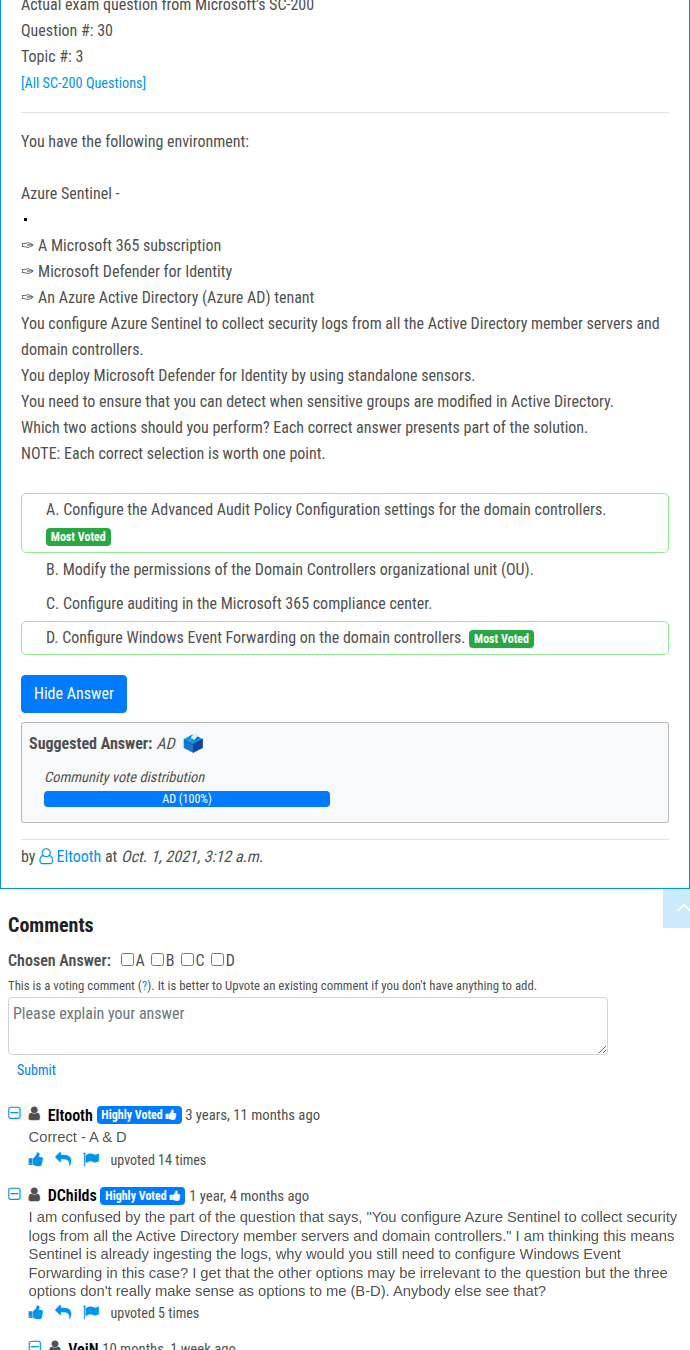 Actual exam question from Microsoft's SC-200
Question #: 30
Topic #: 3
[All SC-200 Questions]
You have the following environment:
Azure Sentinel -
✑ A Microsoft 365 subscription
✑ Microsoft Defender for Identity
✑ An Azure Active Directory (Azure AD) tenant
You configure Azure Sentinel to collect security logs from all the Active Directory member servers and
domain controllers.
You deploy Microsoft Defender for Identity by using standalone sensors.
You need to ensure that you can detect when sensitive groups are modified in Active Directory.
Which two actions should you perform? Each correct answer presents part of the solution.
NOTE: Each correct selection is worth one point.
A. Configure the Advanced Audit Policy Configuration settings for the domain controllers.
Most Voted
B. Modify the permissions of the Domain Controllers organizational unit (OU).
C. Configure auditing in the Microsoft 365 compliance center.
D. Configure Windows Event Forwarding on the domain controllers. Most Voted
Hide Answer
Suggested Answer: AD
Community vote distribution
AD (100%)
by Eltooth at Oct. 1, 2021, 3:12 a.m.
Comments
Chosen Answer: A B C D
This is a voting comment (?). It is better to Upvote an existing comment if you don't have anything to add.
Please explain your answer
Submit
Eltooth Highly Voted 3 years, 11 months ago
Correct - A & D
upvoted 14 times
DChilds Highly Voted 1 year, 4 months ago
I am confused by the part of the question that says, "You configure Azure Sentinel to collect security
logs from all the Active Directory member servers and domain controllers." I am thinking this means
Sentinel is already ingesting the logs, why would you still need to configure Windows Event
Forwarding in this case? I get that the other options may be irrelevant to the question but the three
options don't really make sense as options to me (B-D). Anybody else see that?
upvoted 5 times
VeiN 10 months, 1 week ago